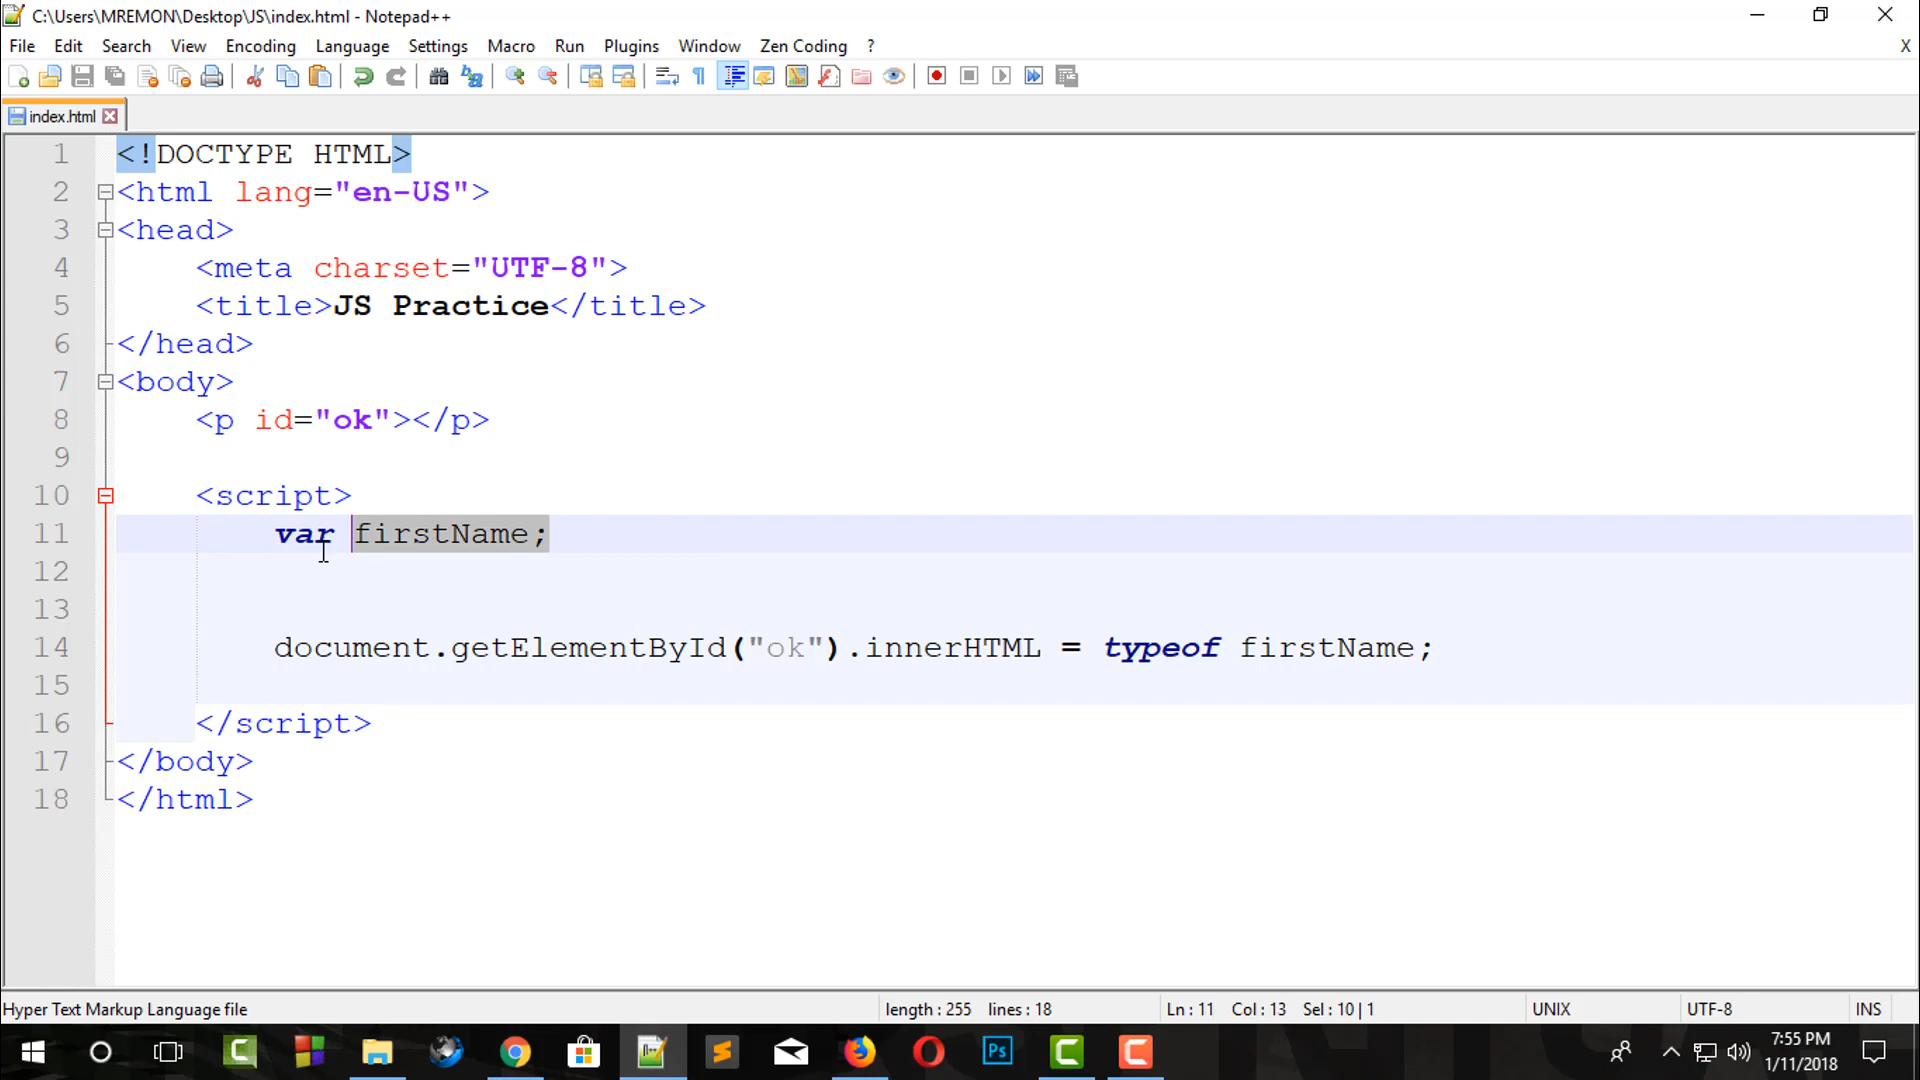 C:\Users\MREMON\Desktop\JS\index.html - Notepad++
File Edit Search View Encoding Language Settings Macro Run Plugins Window Zen Coding ? X
index.html
1 <!DOCTYPE HTML>
2 <html lang="en-US">
3 <head>
4 <meta charset="UTF-8">
5 <title>JS Practice</title>
6 </head>
7 <body>
8 <p id="ok"></p>
9
10 <script>
11 var firstName;
12
13
14 document.getElementById("ok").innerHTML = typeof firstName;
15
16 </script>
17 </body>
18 </html>
Hyper Text Markup Language file length : 255 lines : 18 Ln : 11 Col : 13 Sel : 10 | 1 UNIX UTF-8 INS
7:55 PM
1/11/2018